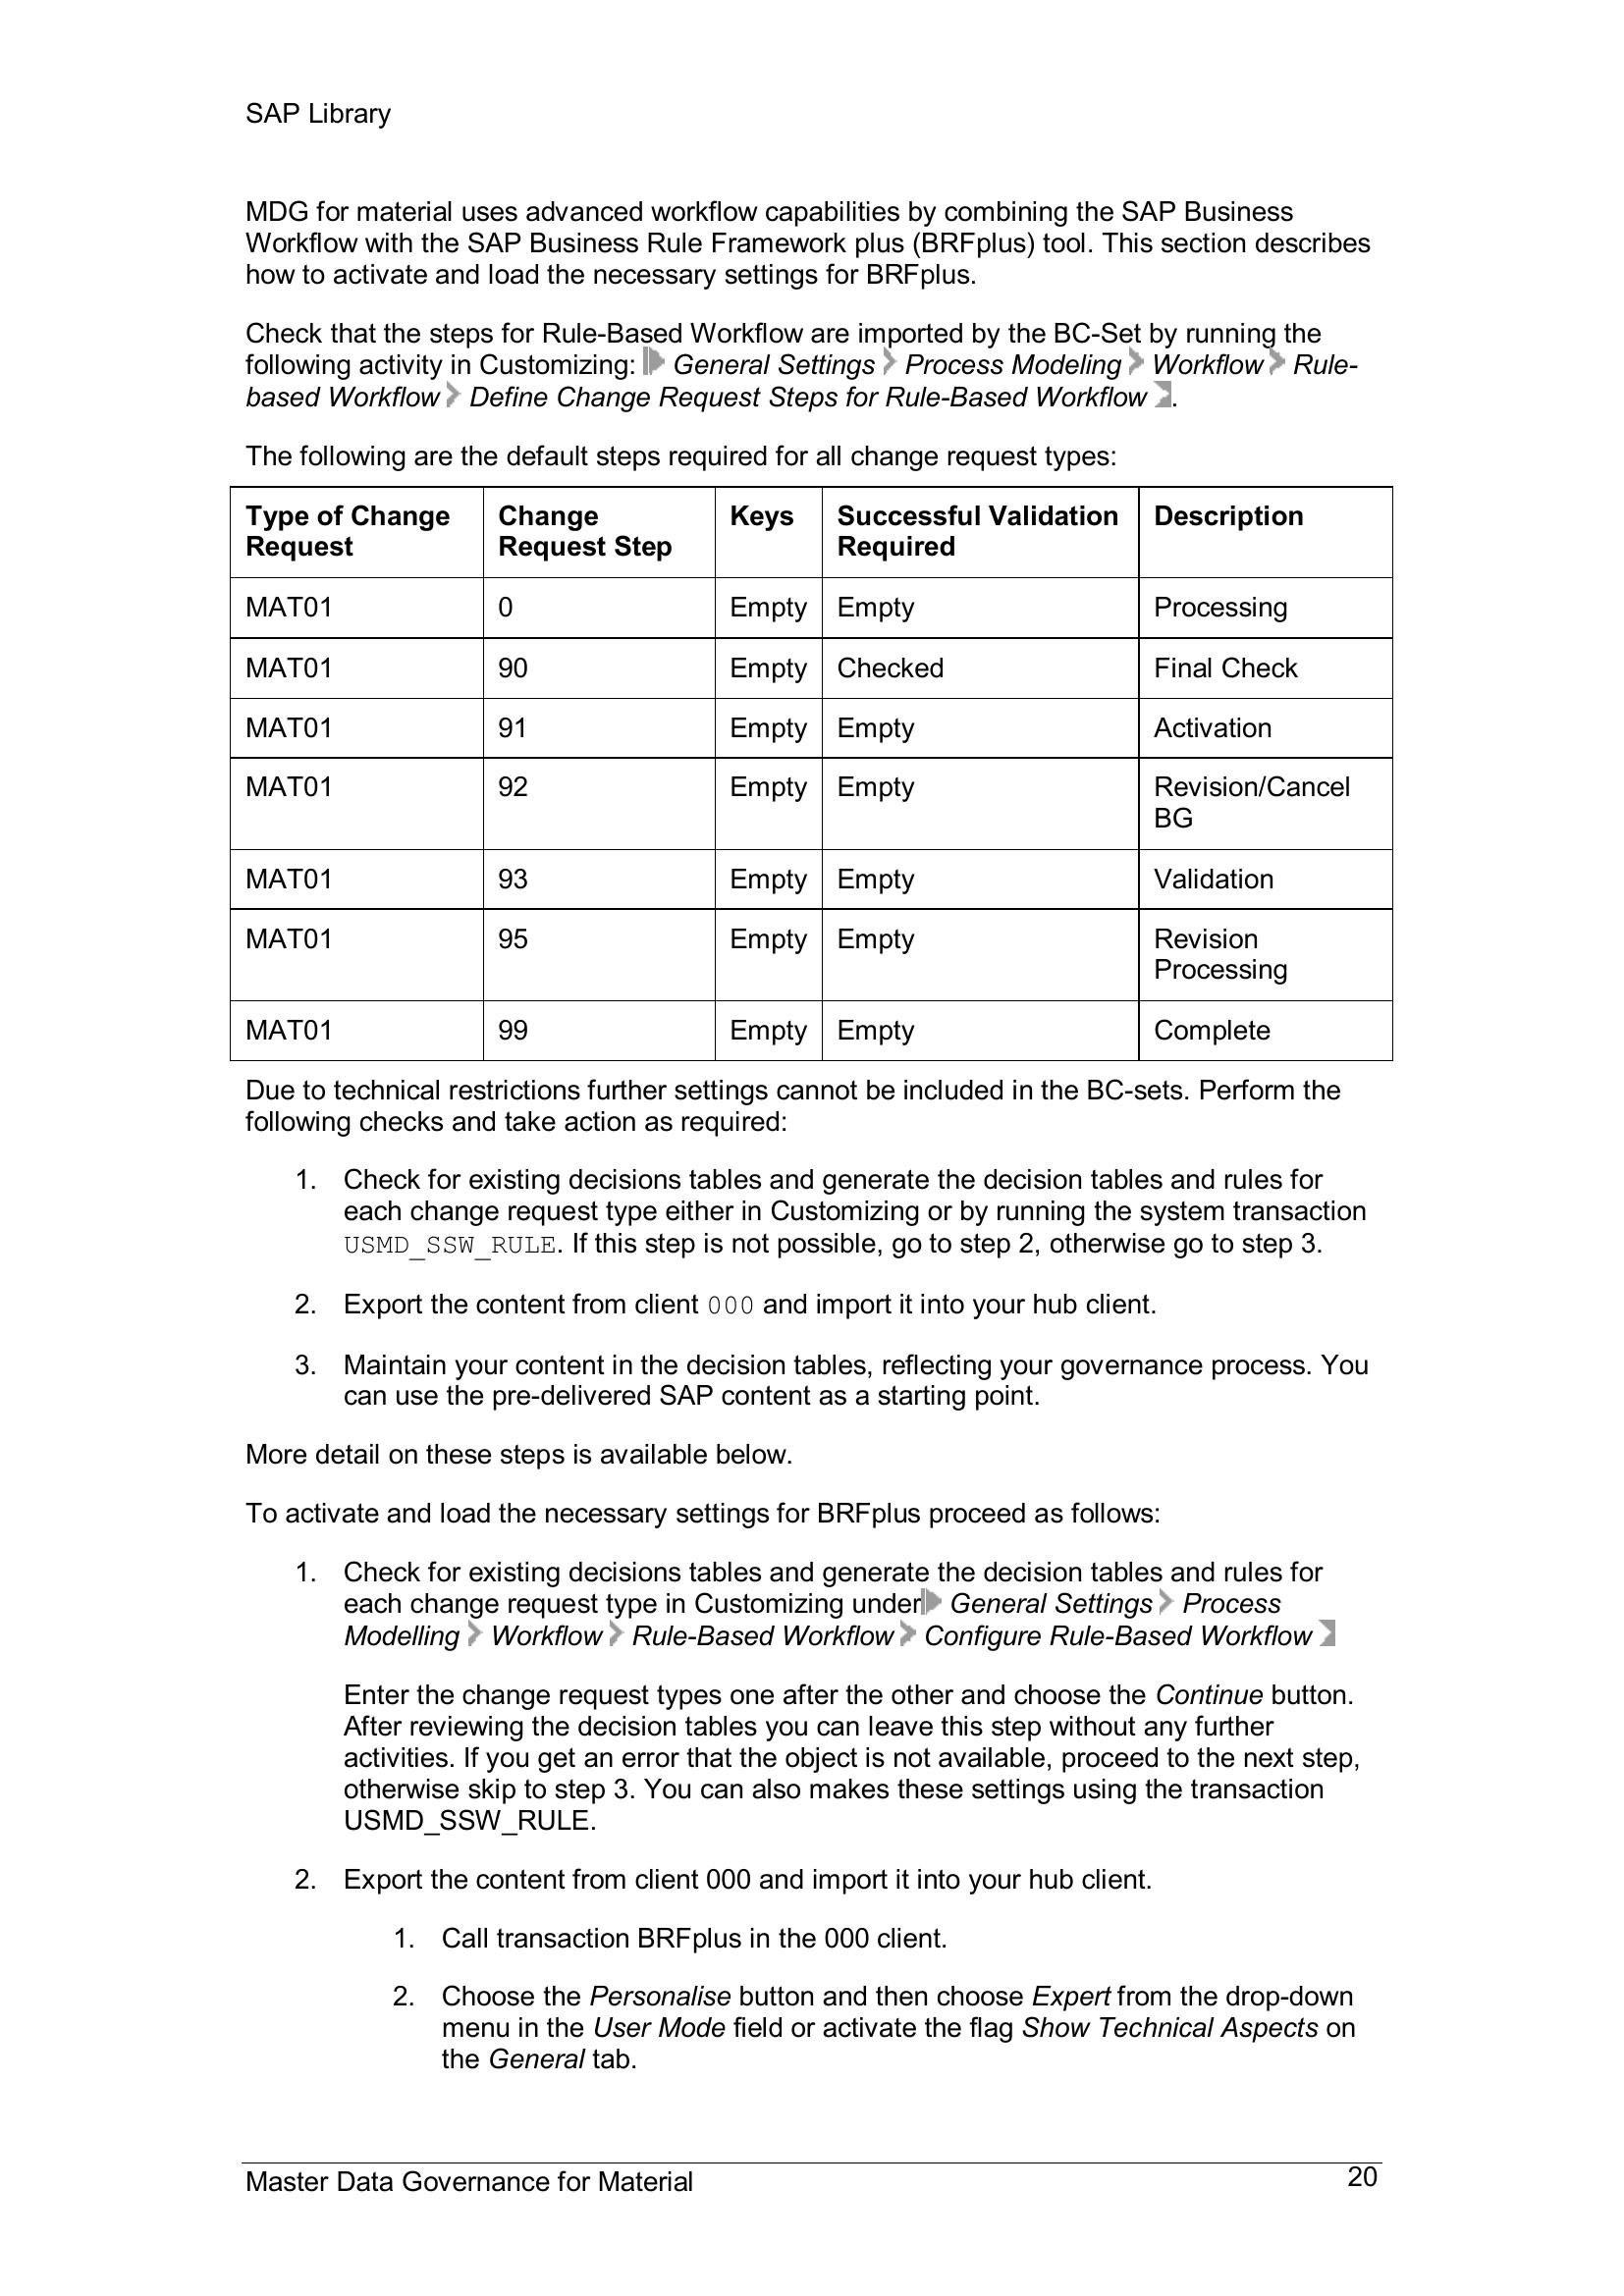 SAP Library
MDG for material uses advanced workflow capabilities by combining the SAP Business
Workflow with the SAP Business Rule Framework plus (BRFplus) tool. This section describes
how to activate and load the necessary settings for BRFplus.
Check that the steps for Rule-Based Workflow are imported by the BC-Set by running the
following activity in Customizing: General Settings Process Modeling Workflow Rule-
based Workflow Define Change Request Steps for Rule-Based Workflow .
The following are the default steps required for all change request types:
Type of Change Request Change Request Step Keys Successful Validation Required Description
MAT01 0 Empty Empty Processing
MAT01 90 Empty Checked Final Check
MAT01 91 Empty Empty Activation
MAT01 92 Empty Empty Revision/Cancel BG
MAT01 93 Empty Empty Validation
MAT01 95 Empty Empty Revision Processing
MAT01 99 Empty Empty Complete
Due to technical restrictions further settings cannot be included in the BC-sets. Perform the
following checks and take action as required:
1. Check for existing decisions tables and generate the decision tables and rules for
each change request type either in Customizing or by running the system transaction
USMD_SSW_RULE. If this step is not possible, go to step 2, otherwise go to step 3.
2. Export the content from client 000 and import it into your hub client.
3. Maintain your content in the decision tables, reflecting your governance process. You
can use the pre-delivered SAP content as a starting point.
More detail on these steps is available below.
To activate and load the necessary settings for BRFplus proceed as follows:
1. Check for existing decisions tables and generate the decision tables and rules for
each change request type in Customizing under General Settings Process
Modelling Workflow Rule-Based Workflow Configure Rule-Based Workflow
Enter the change request types one after the other and choose the Continue button.
After reviewing the decision tables you can leave this step without any further
activities. If you get an error that the object is not available, proceed to the next step,
otherwise skip to step 3. You can also makes these settings using the transaction
USMD_SSW_RULE.
2. Export the content from client 000 and import it into your hub client.
1. Call transaction BRFplus in the 000 client.
2. Choose the Personalise button and then choose Expert from the drop-down
menu in the User Mode field or activate the flag Show Technical Aspects on
the General tab.
Master Data Governance for Material 20